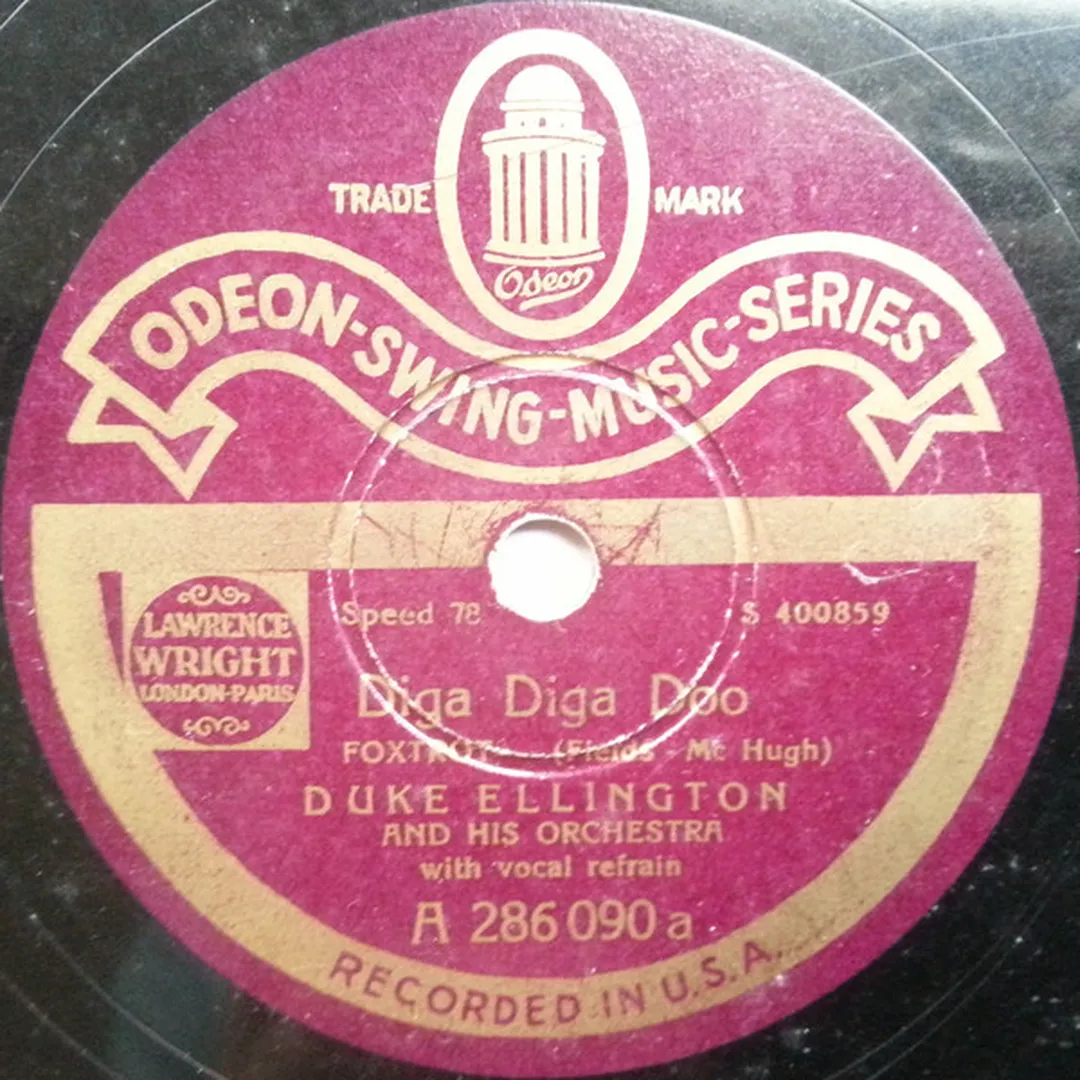 TRADE MARK
Odeon
ODEON-SWING-MUSIC-SERIES
LAWRENCE
WRIGHT
LONDON-PARIS
Speed 78 S 400859
Diga Diga Doo
FOXTROT (Fields - Mc Hugh)
DUKE ELLINGTON
AND HIS ORCHESTRA
with vocal refrain
A 286090 a
RECORDED IN U.S.A.